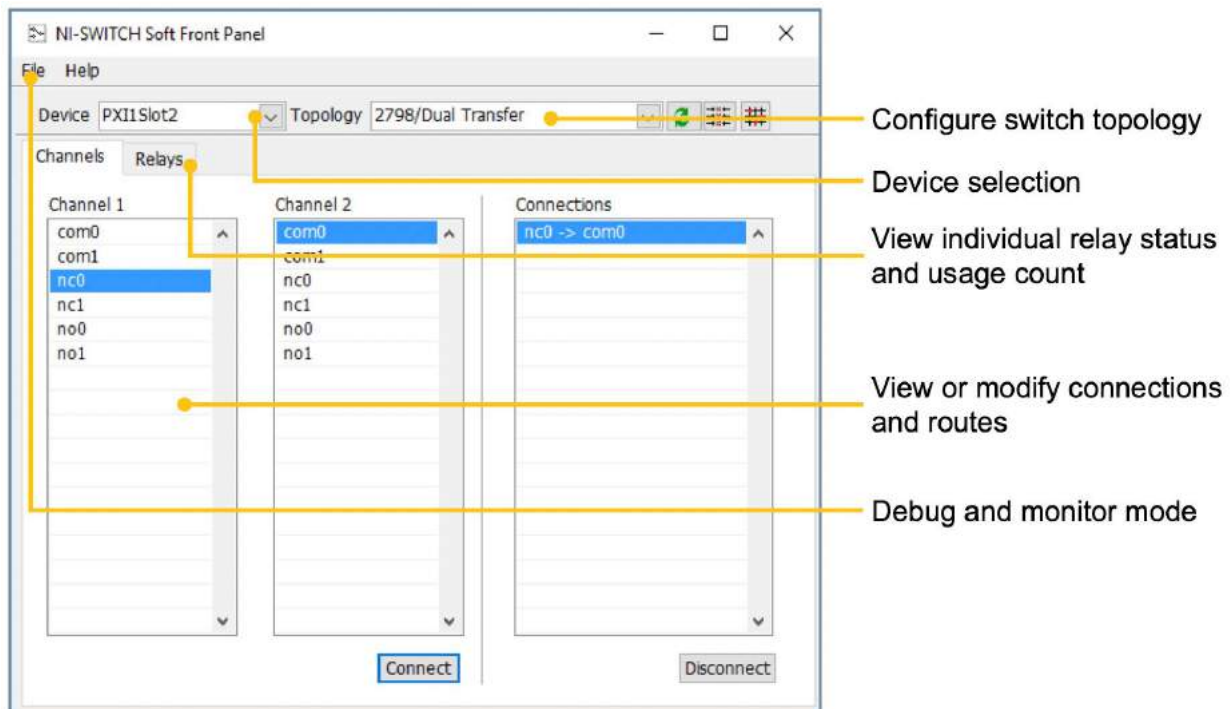 NI-SWITCH Soft Front Panel
File Help
Device PXI1Slot2 Topology 2798/Dual Transfer
Configure switch topology
Channels Relays
Device selection
Channel 1 Channel 2 Connections
com0 com0 nc0 -> com0
com1 com1
nc0 nc0
nc1 nc1
no0 no0
no1 no1
View individual relay status
and usage count
View or modify connections
and routes
Debug and monitor mode
Connect Disconnect